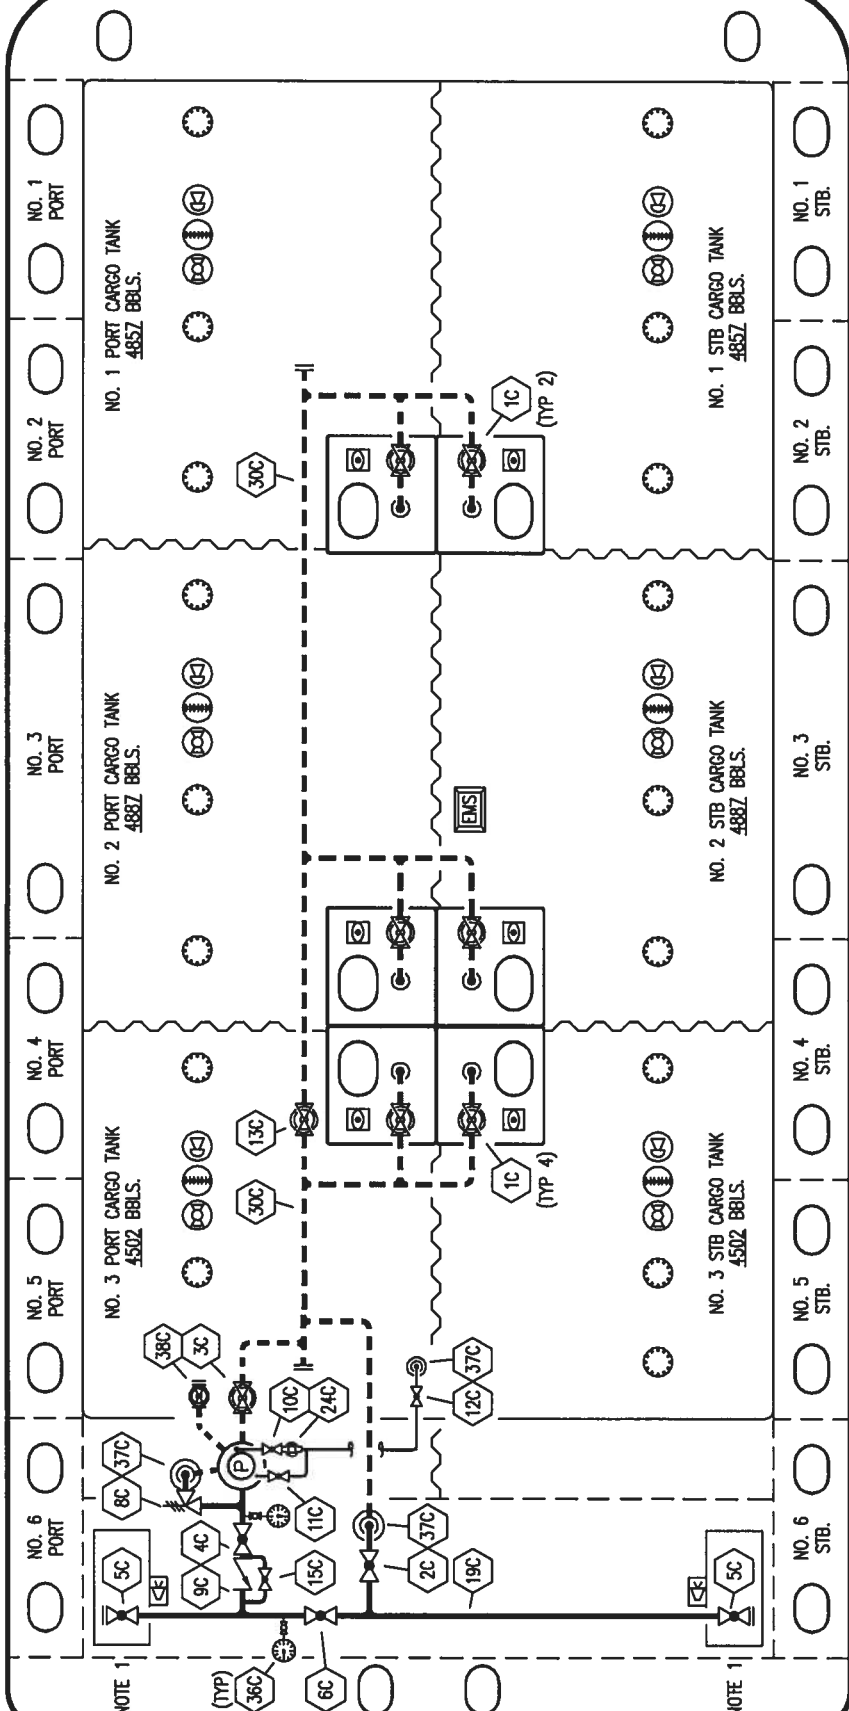 NO. 1
PORT
NO. 2
PORT
NO. 3
PORT
NO. 4
PORT
NO. 5
PORT
NO. 6
PORT
NO. 1 PORT CARGO TANK
4857 BBLS.
NO. 2 PORT CARGO TANK
4887 BBLS.
NO. 3 PORT CARGO TANK
4502 BBLS.
30C
1C
(TYP 2)
EMS
13C
30C
1C
(TYP 4)
38C
3C
10C
24C
37C
12C
37C
8C
P
11C
4C
9C
15C
37C
2C
19C
5C
5C
(TYP)
36C
6C
NOTE 1
NOTE 1
NO. 1 STB CARGO TANK
4857 BBLS.
NO. 2 STB CARGO TANK
4887 BBLS.
NO. 3 STB CARGO TANK
4502 BBLS.
NO. 1
STB.
NO. 2
STB.
NO. 3
STB.
NO. 4
STB.
NO. 5
STB.
NO. 6
STB.